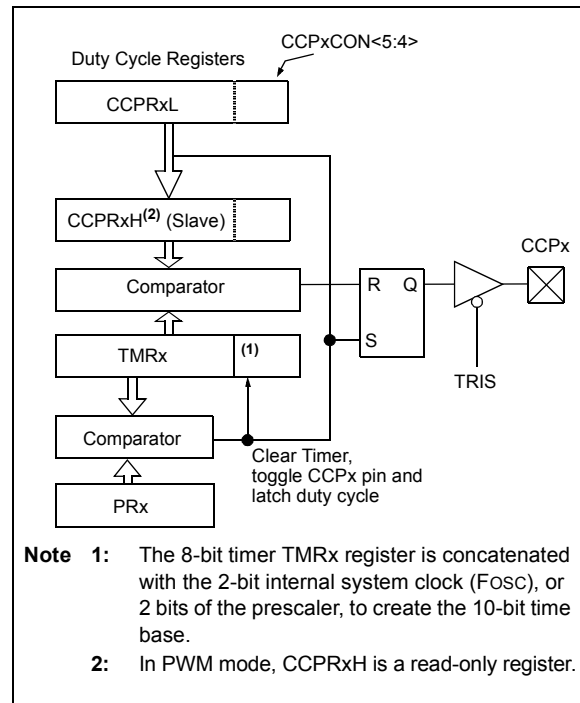 CCPxCON<5:4>
Duty Cycle Registers
CCPRxL
CCPRxH(2) (Slave)
CCPx
Comparator
R Q
TMRx (1)
S
TRIS
Comparator
Clear Timer,
toggle CCPx pin and
latch duty cycle
PRx
Note 1: The 8-bit timer TMRx register is concatenated
with the 2-bit internal system clock (FOSC), or
2 bits of the prescaler, to create the 10-bit time
base.
2: In PWM mode, CCPRxH is a read-only register.